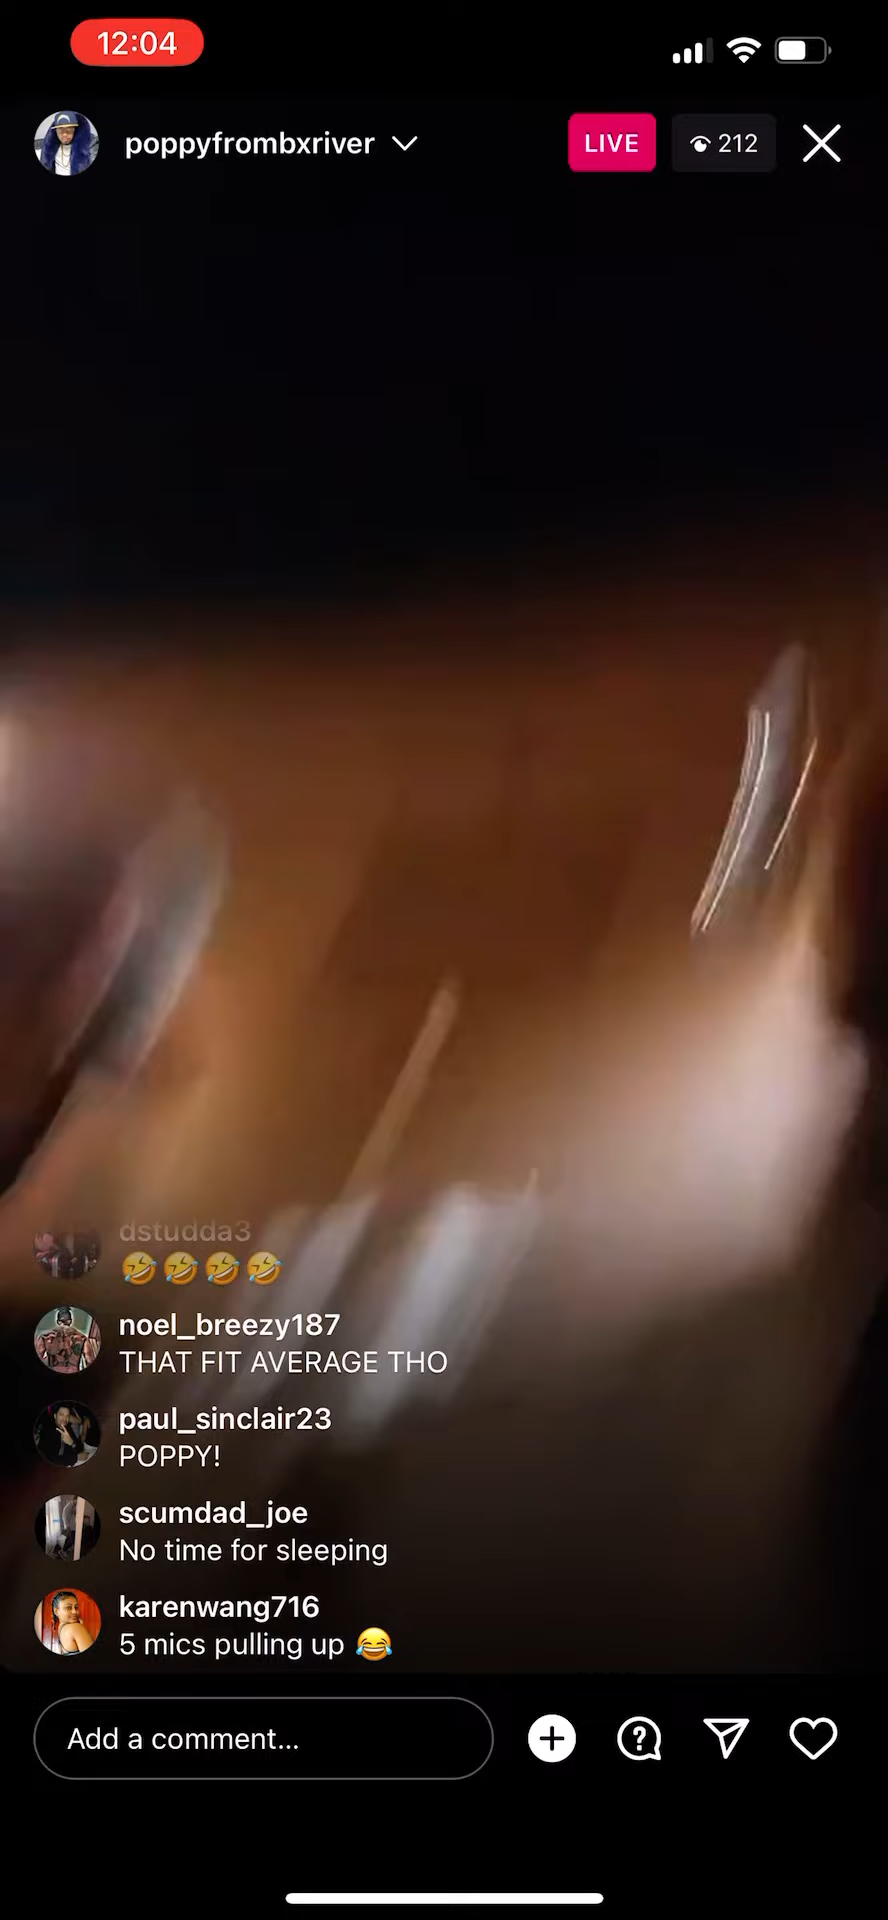 12:04
poppyfrombxriver
LIVE
212
dstudda3
🤣🤣🤣🤣
noel_breezy187
THAT FIT AVERAGE THO
paul_sinclair23
POPPY!
scumdad_joe
No time for sleeping
karenwang716
5 mics pulling up 😂
Add a comment...